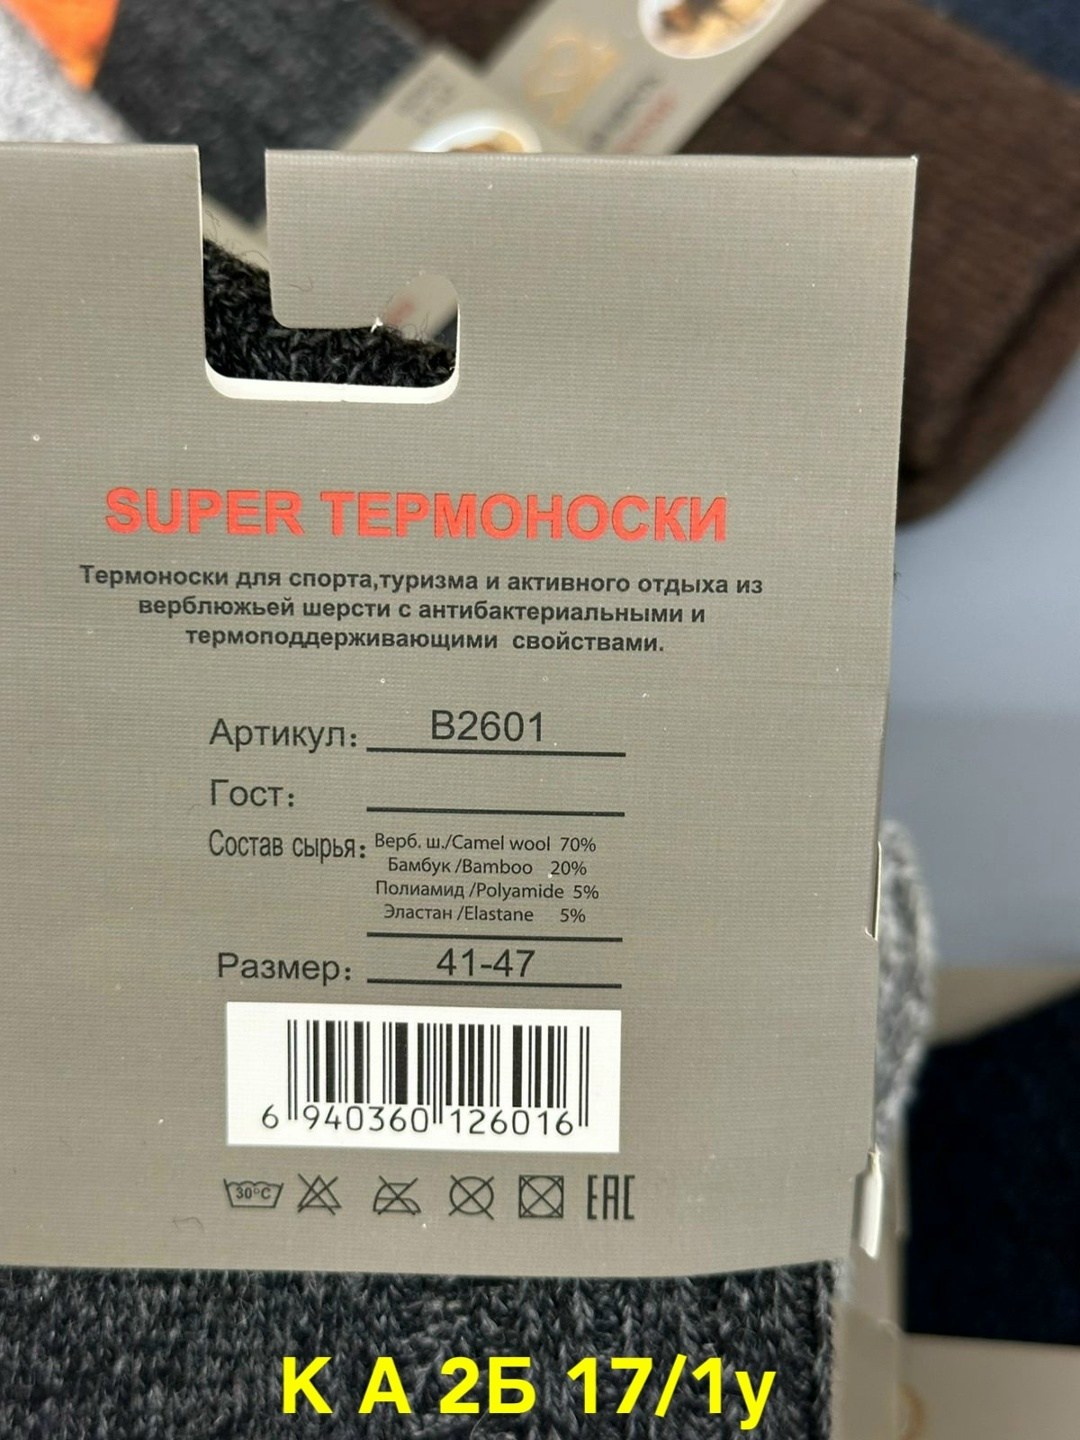 SUPER ТЕРМОНОСКИ
Термоноски для спорта,туризма и активного отдыха из
верблюжьей шерсти с антибактериальными и
термоподдерживающими свойствами.
Артикул: B2601
Гост:
Состав сырья: Верб. ш./Camel wool 70%
Бамбук /Bamboo 20%
Полиамид /Polyamide 5%
Эластан /Elastane 5%
Размер: 41-47
6 940360 126016
30°C
EAC
К А 2Б 17/1у